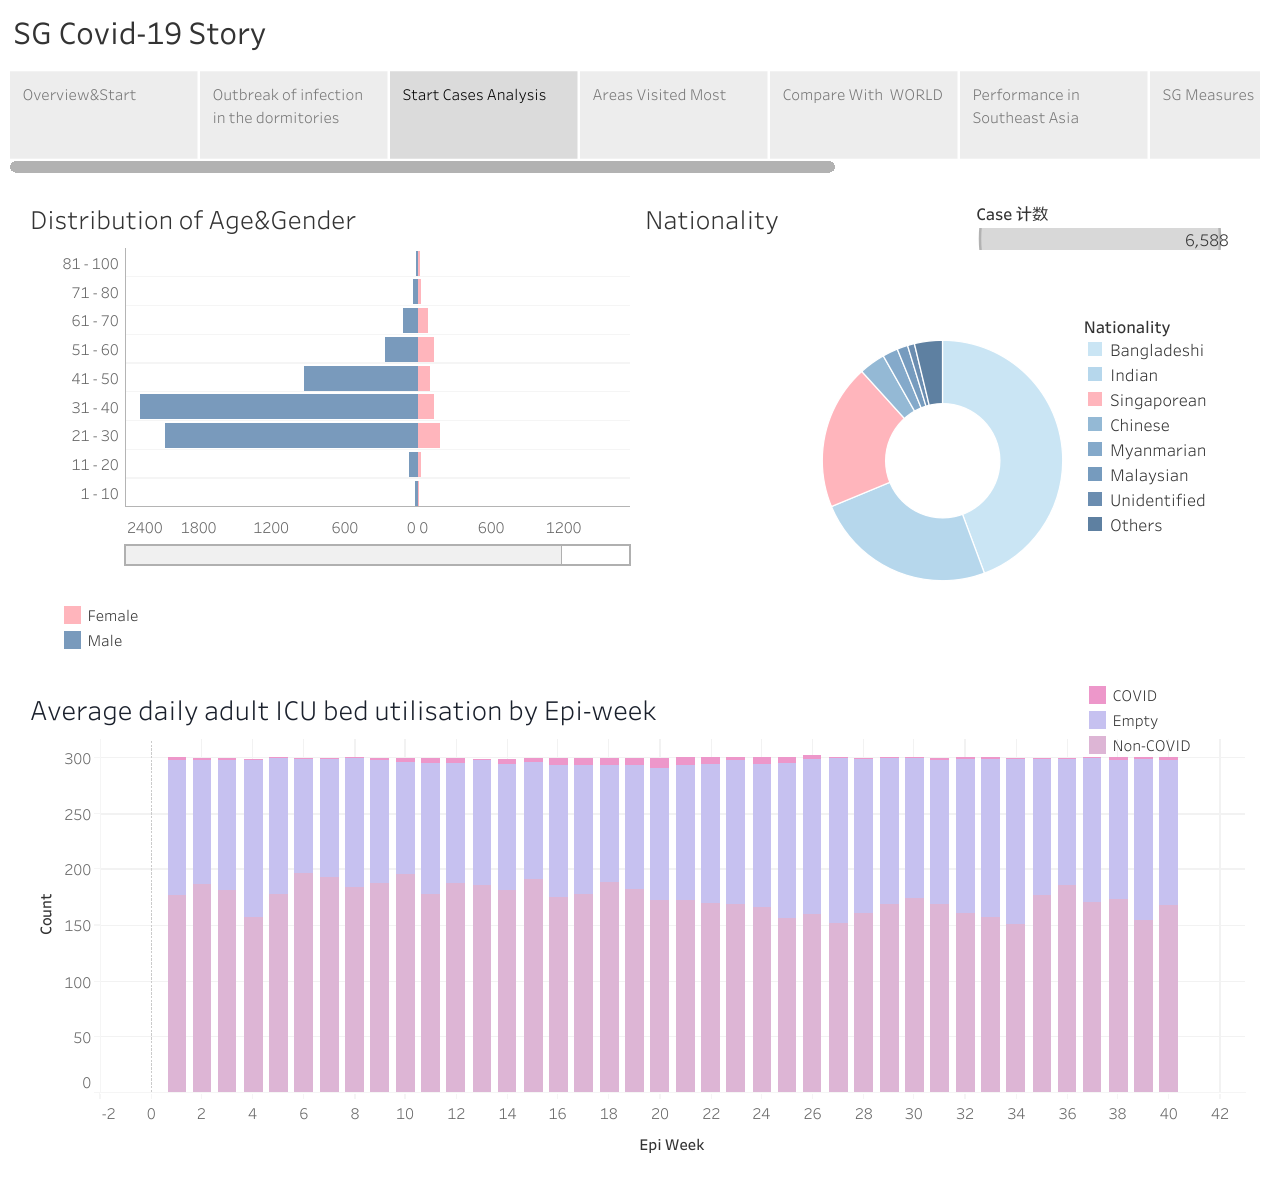 SG Covid-19 Story
Overview&Start
Outbreak of infection
in the dormitories
Start Cases Analysis
Areas Visited Most
Compare With WORLD
Performance in
Southeast Asia
SG Measures
Distribution of Age&Gender
81 - 100
71 - 80
61 - 70
51 - 60
41 - 50
31 - 40
21 - 30
11 - 20
1 - 10
2400 1800 1200 600 0 0 600 1200
Female
Male
Nationality
Case 计数
6,588
Nationality
Bangladeshi
Indian
Singaporean
Chinese
Myanmarian
Malaysian
Unidentified
Others
Average daily adult ICU bed utilisation by Epi-week
COVID
Empty
Non-COVID
300
250
200
150
100
50
0
Count
-2 0 2 4 6 8 10 12 14 16 18 20 22 24 26 28 30 32 34 36 38 40 42
Epi Week